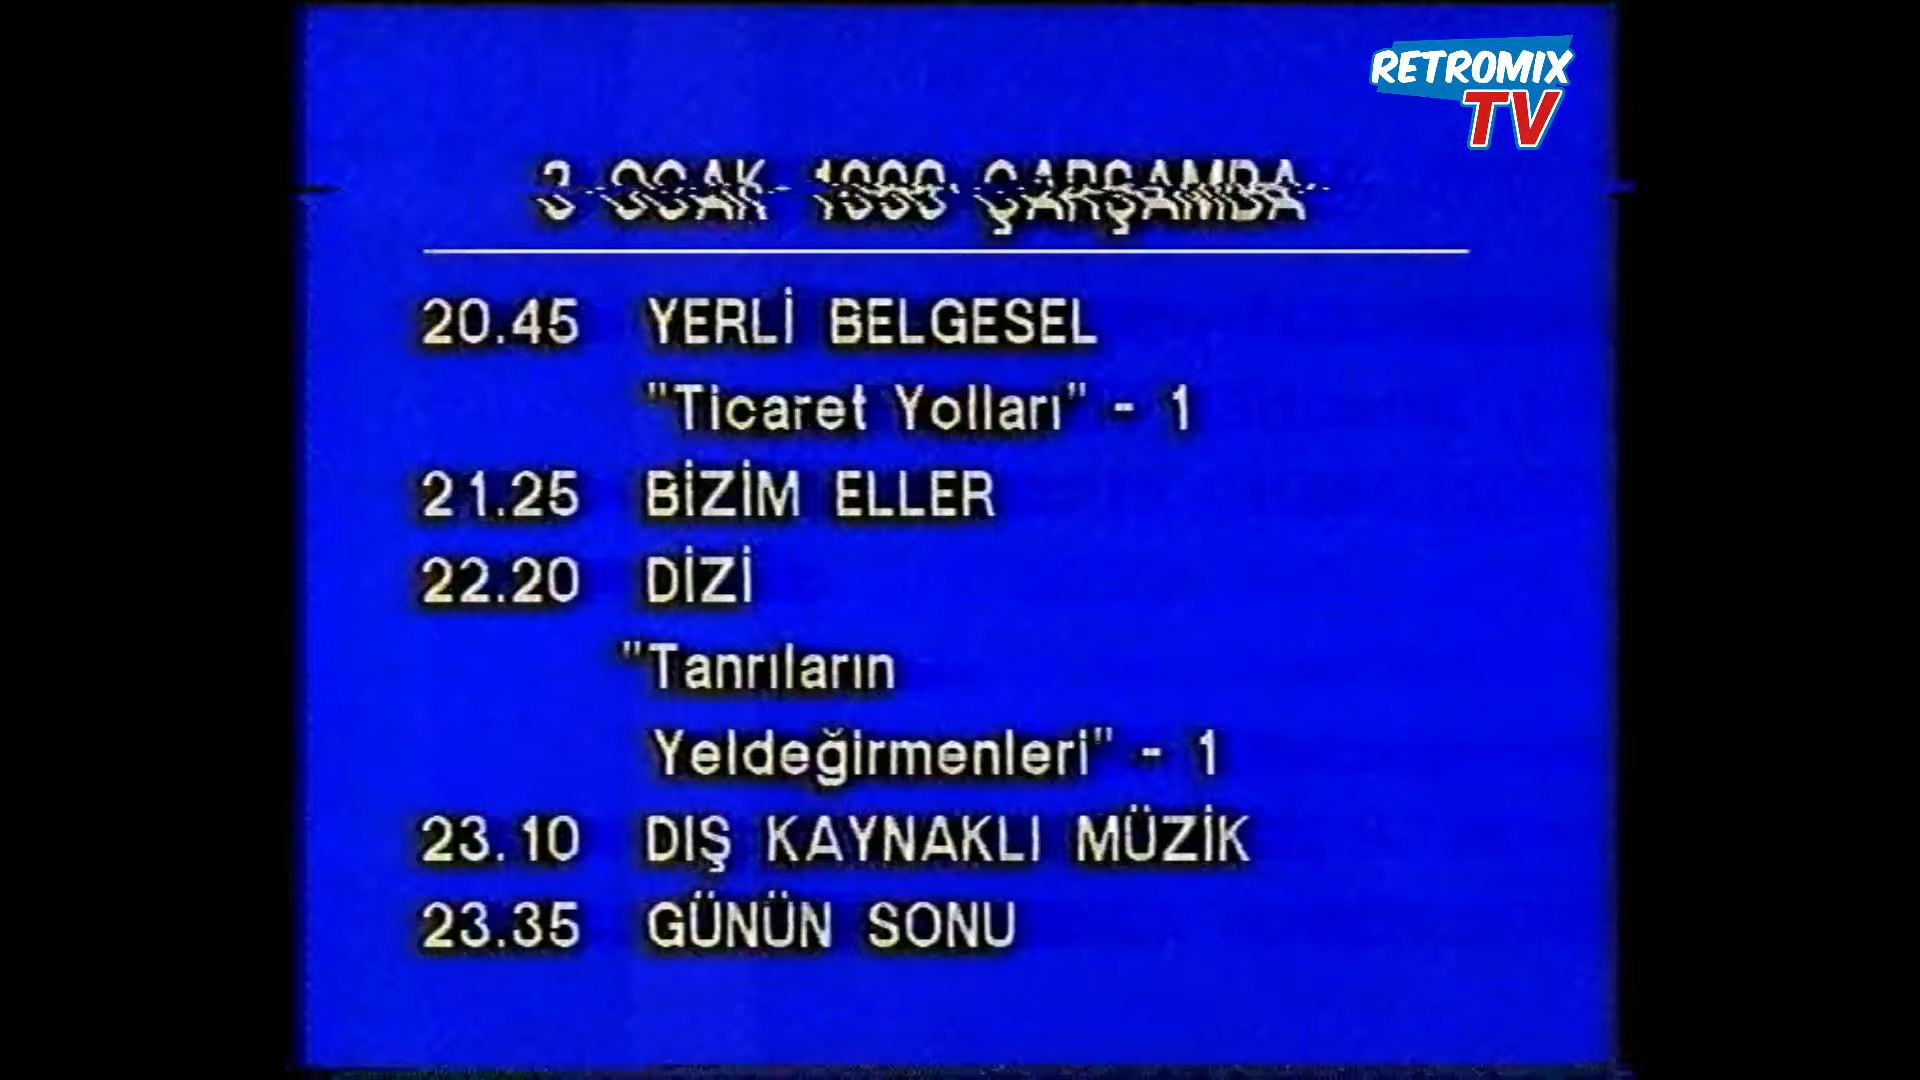 RETROMIX
TV
3 OCAK 1990 ÇARŞAMBA
20.45 YERLİ BELGESEL
"Ticaret Yolları" - 1
21.25 BİZİM ELLER
22.20 DİZİ
"Tanrıların
Yeldeğirmenleri" - 1
23.10 DIŞ KAYNAKLI MÜZİK
23.35 GÜNÜN SONU